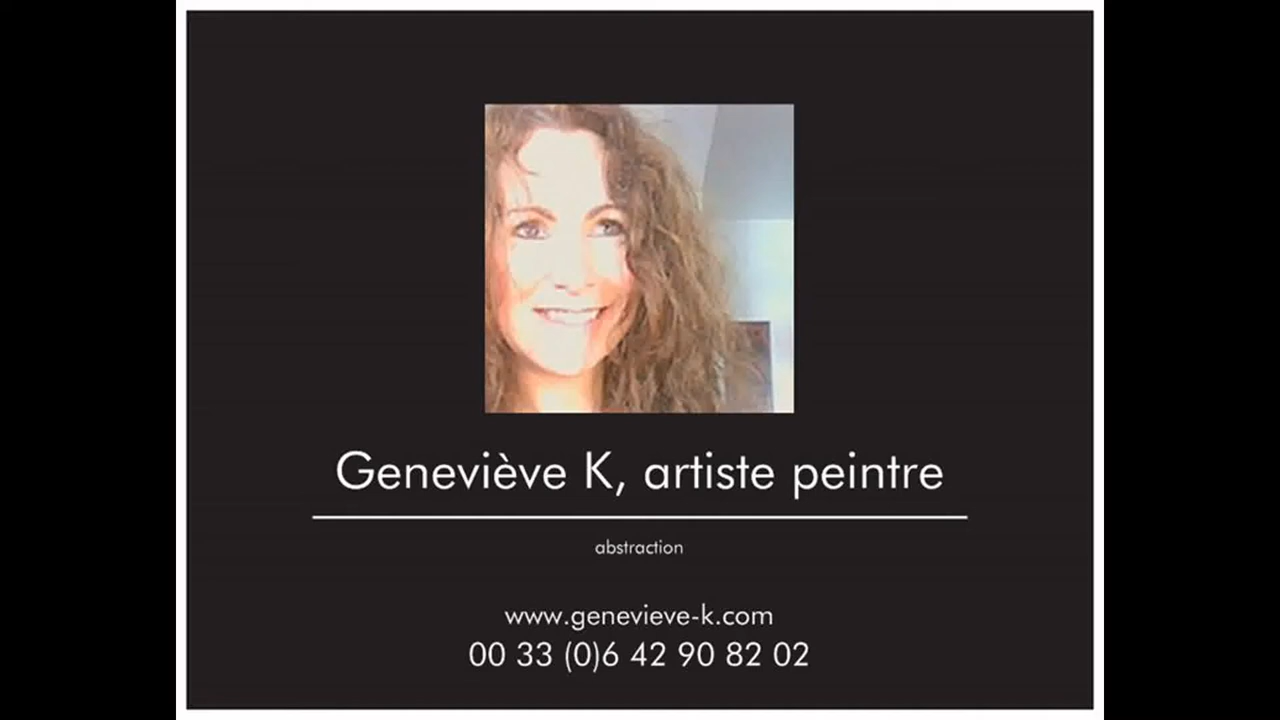 Geneviève K, artiste peintre
abstraction
www.genevieve-k.com
00 33 (0)6 42 90 82 02